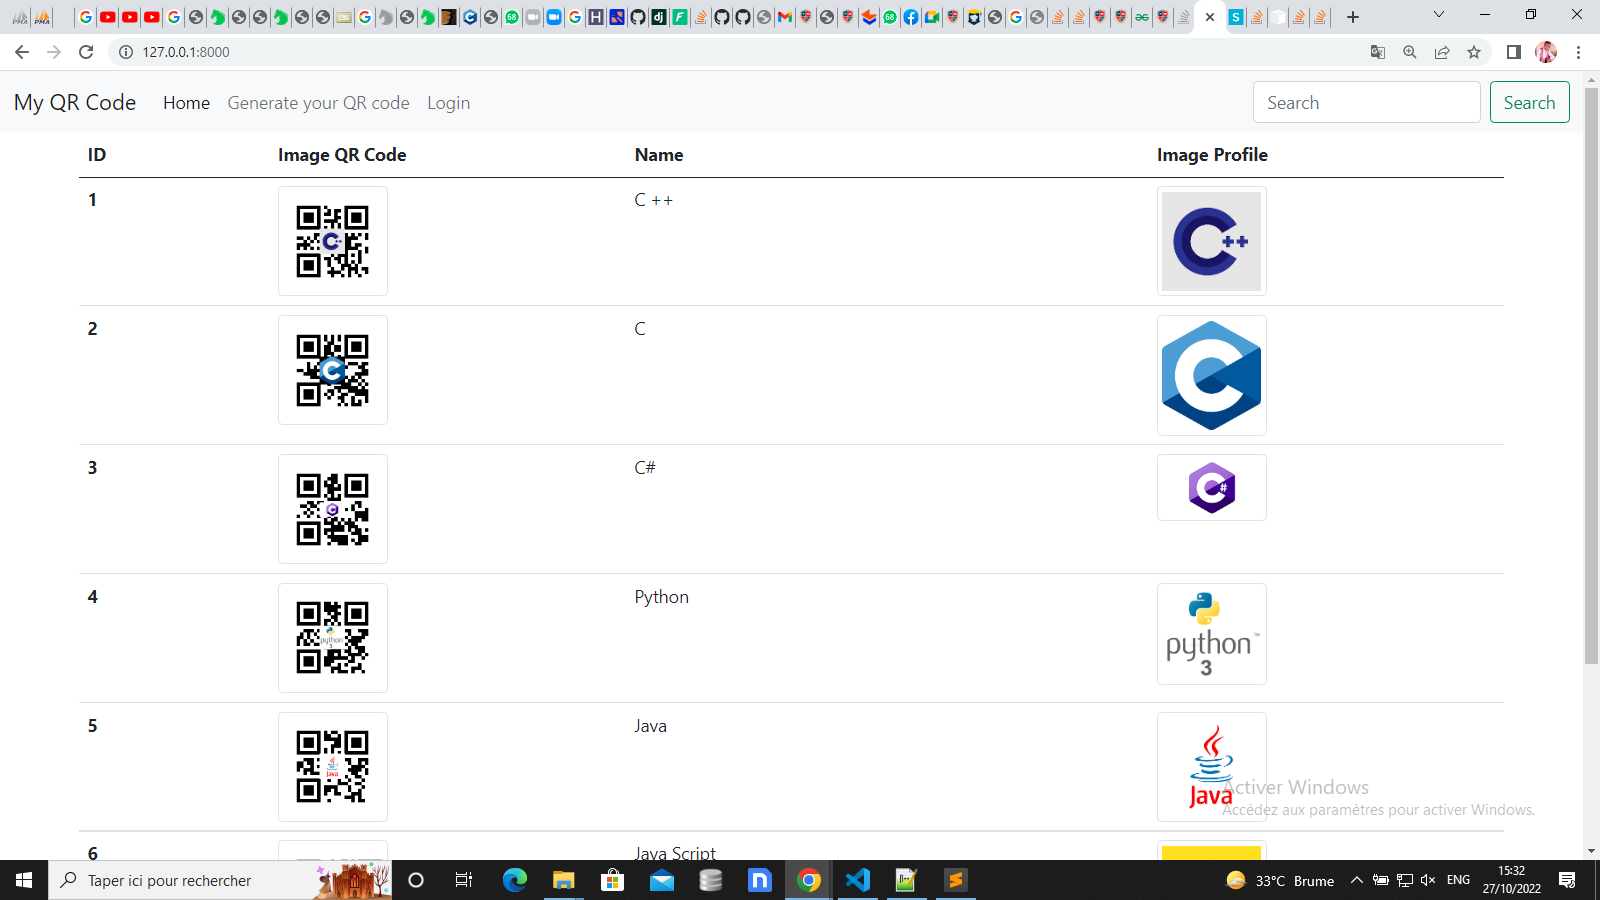 127.0.0.1:8000
My QR Code Home Generate your QR code Login Search Search
ID Image QR Code Name Image Profile
1 C ++ C++
2 C C
3 C# C#
4 Python python™ 3
5 Java Java
Activer Windows
Accédez aux paramètres pour activer Windows.
6 Java Script
Taper ici pour rechercher 33°C Brume ENG 15:32
27/10/2022